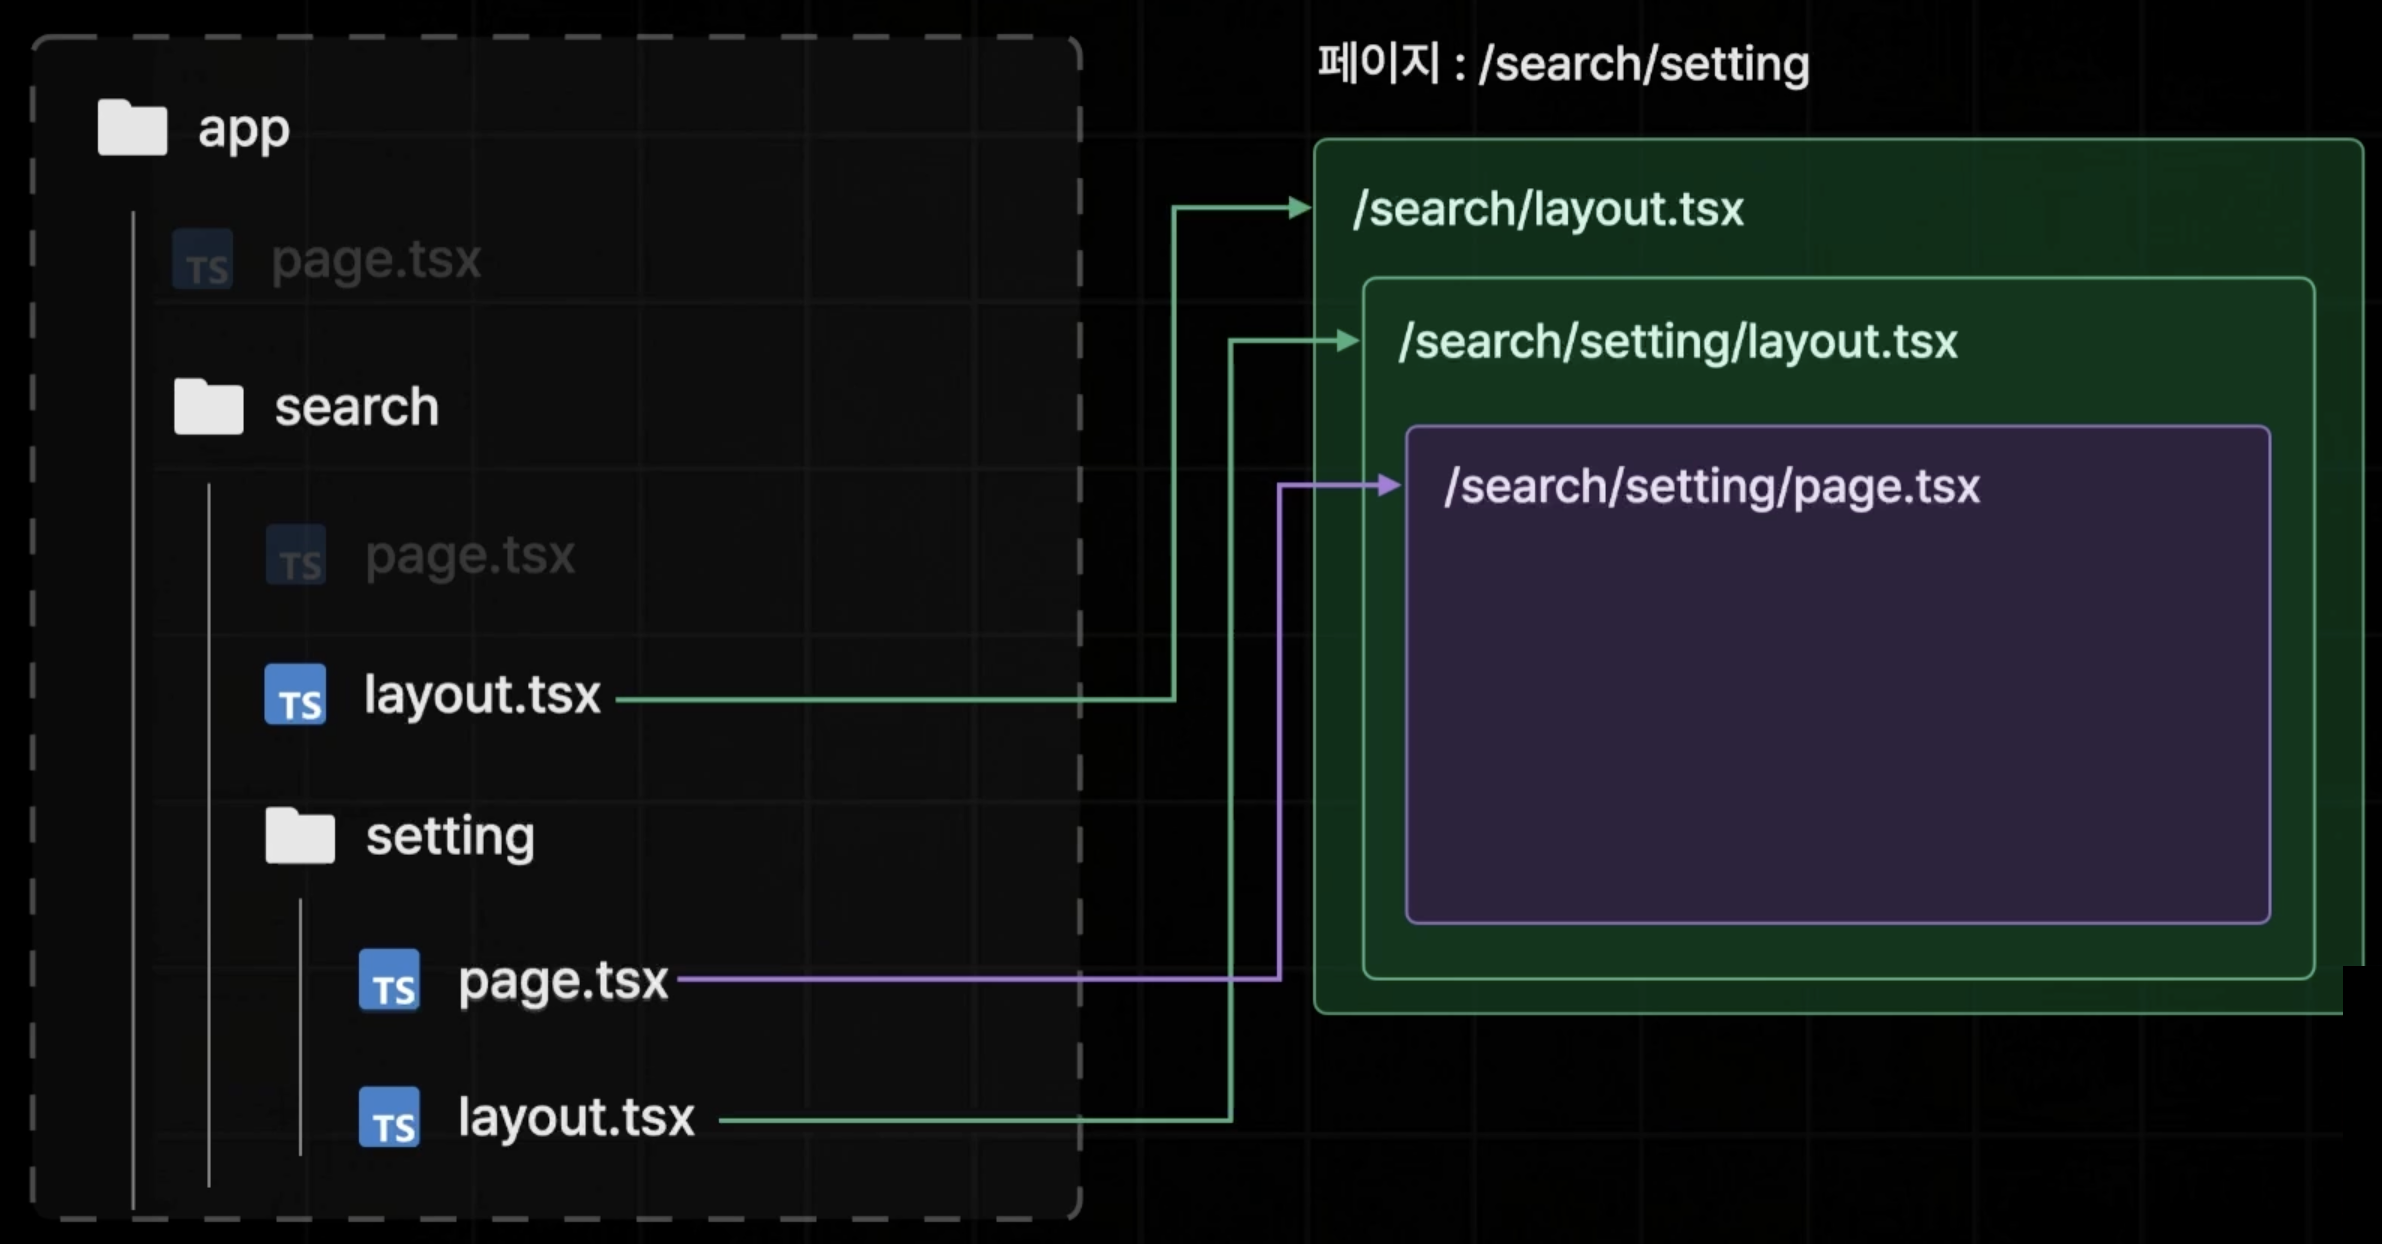 app
TS page.tsx
search
TS page.tsx
TS layout.tsx
setting
TS page.tsx
TS layout.tsx
페이지 : /search/setting
/search/layout.tsx
/search/setting/layout.tsx
/search/setting/page.tsx